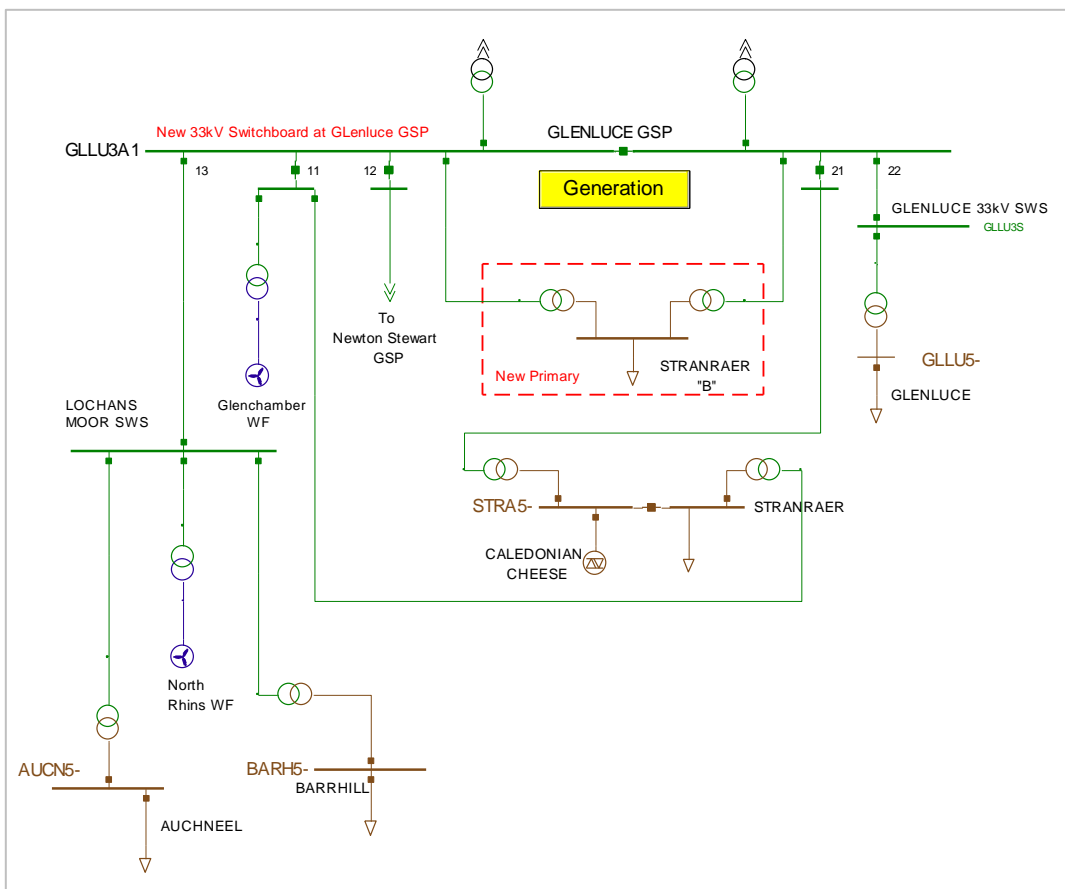 New 33kV Switchboard at GLenluce GSP
GLENLUCE GSP
GLLU3A1
13
11
12
21
22
Generation
GLENLUCE 33kV SWS
GLLU3S
To
Newton Stewart
GSP
New Primary
STRANRAER
"B"
GLLU5-
GLENLUCE
Glenchamber
WF
LOCHANS
MOOR SWS
STRA5-
STRANRAER
CALEDONIAN
CHEESE
North
Rhins WF
AUCN5-
AUCHNEEL
BARH5-
BARRHILL